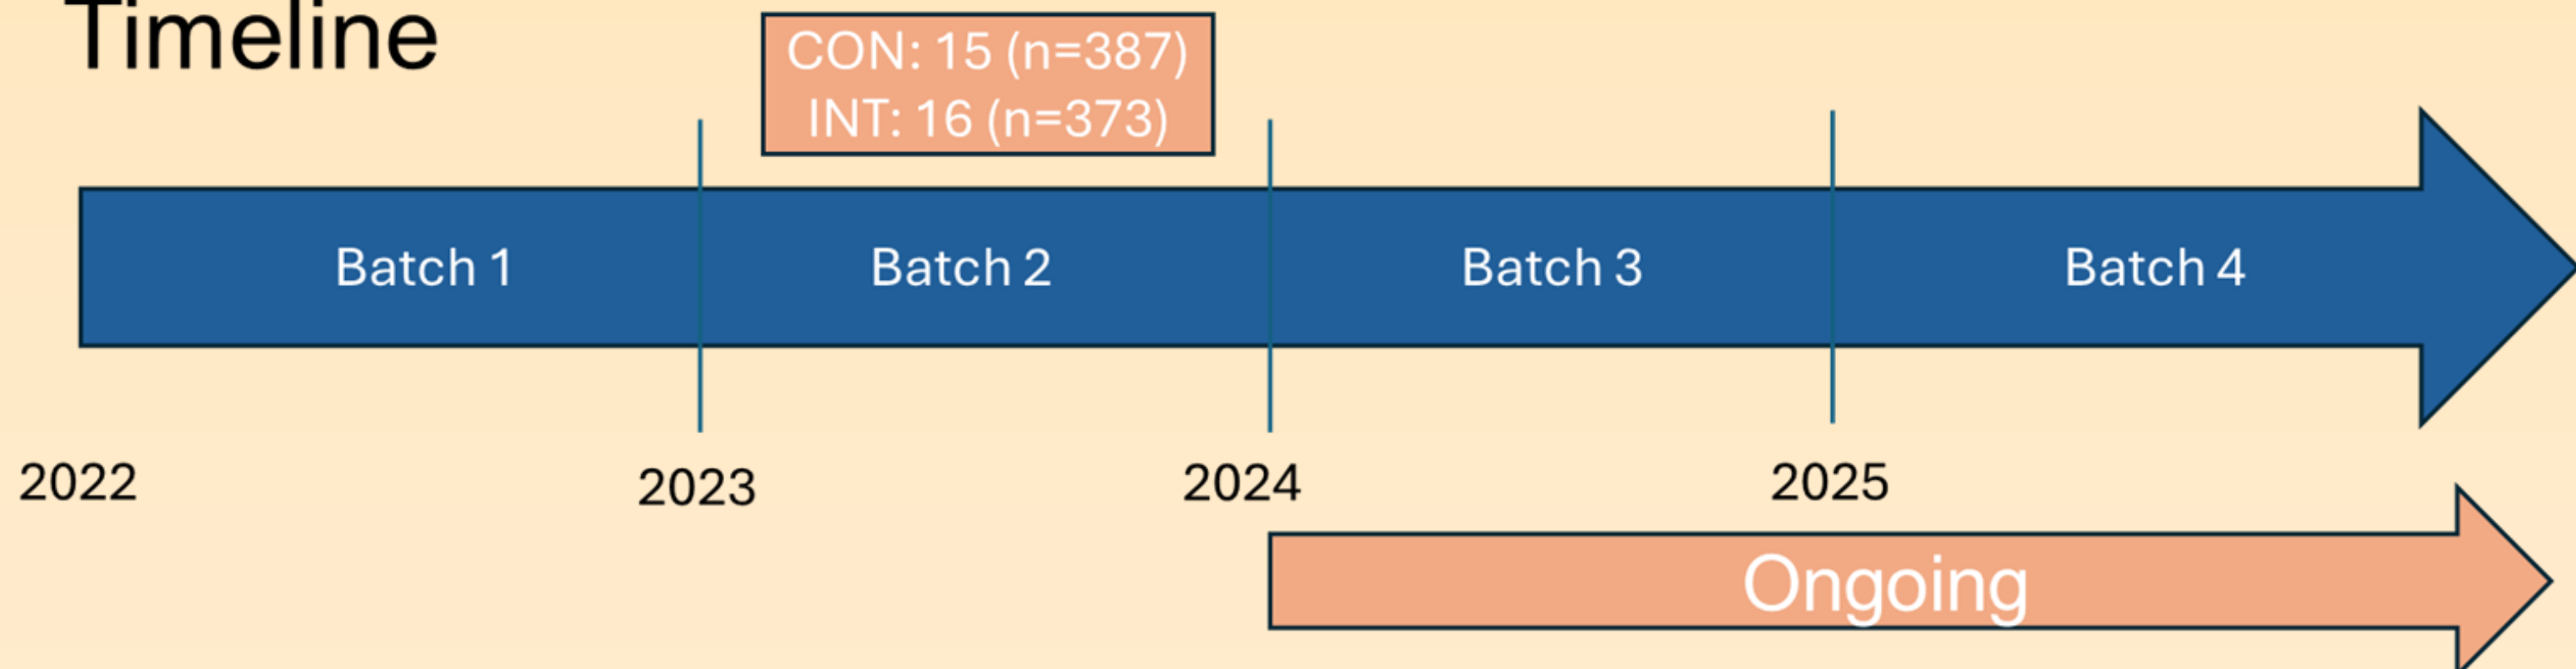 Timeline
CON: 15 (n=387)
INT: 16 (n=373)
Batch 1
Batch 2
Batch 3
Batch 4
2022
2023
2024
2025
Ongoing